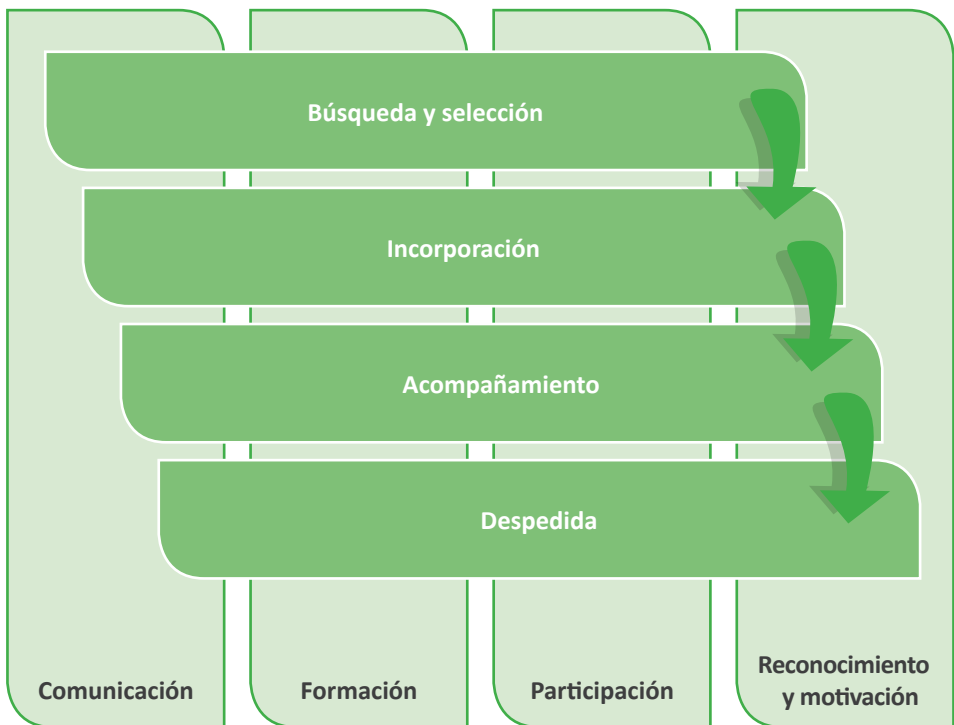 Búsqueda y selección
Incorporación
Acompañamiento
Despedida
Comunicación
Formación
Participación
Reconocimiento
y motivación